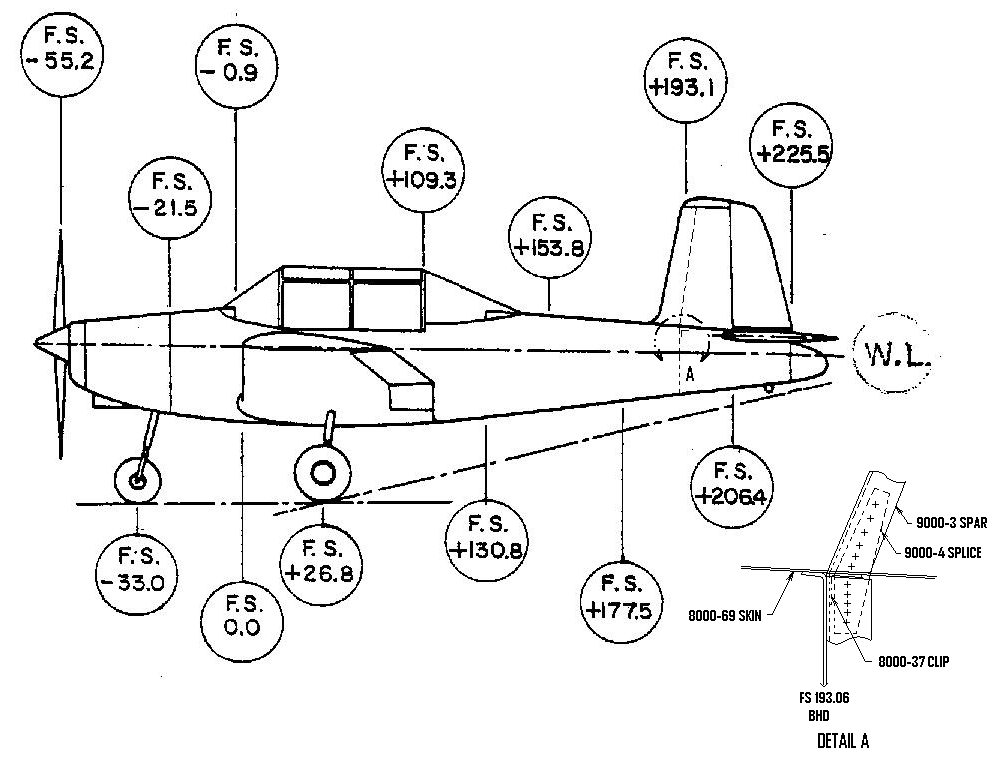 F.S.
- 55.2
F.S.
- 0.9
F.S.
+193.1
F.S.
+225.5
F.S.
+109.3
F.S.
-21.5
F.S.
+153.8
W.L.
A
F.S.
+206.4
F.S.
+130.8
F.S.
+26.8
F.S.
-33.0
F.S.
0.0
F.S.
+177.5
9000-3 SPAR
9000-4 SPLICE
8000-69 SKIN
8000-37 CLIP
FS 193.06
BHD
DETAIL A